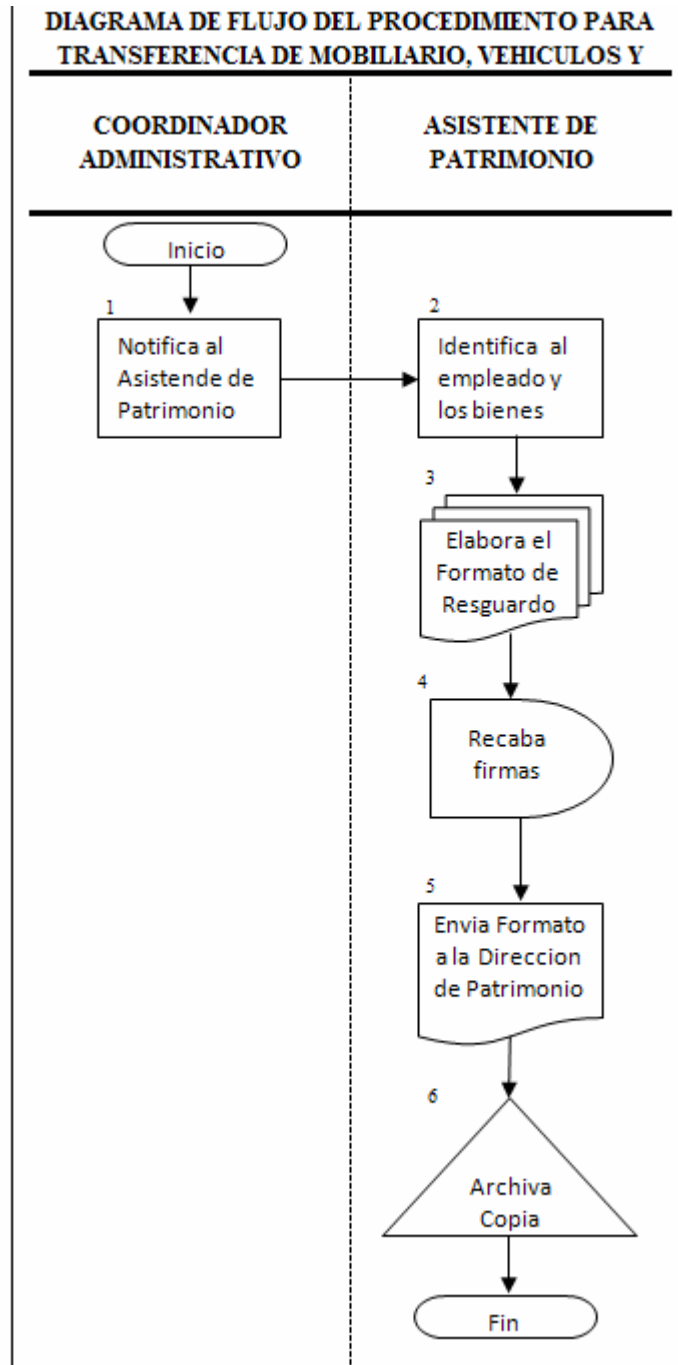 DIAGRAMA DE FLUJO DEL PROCEDIMIENTO PARA
TRANSFERENCIA DE MOBILIARIO, VEHICULOS Y
COORDINADOR
ADMINISTRATIVO
ASISTENTE DE
PATRIMONIO
Inicio
1
Notifica al
Asistende de
Patrimonio
2
Identifica al
empleado y
los bienes
3
Elabora el
Formato de
Resguardo
4
Recaba
firmas
5
Envia Formato
a la Direccion
de Patrimonio
6
Archiva
Copia
Fin